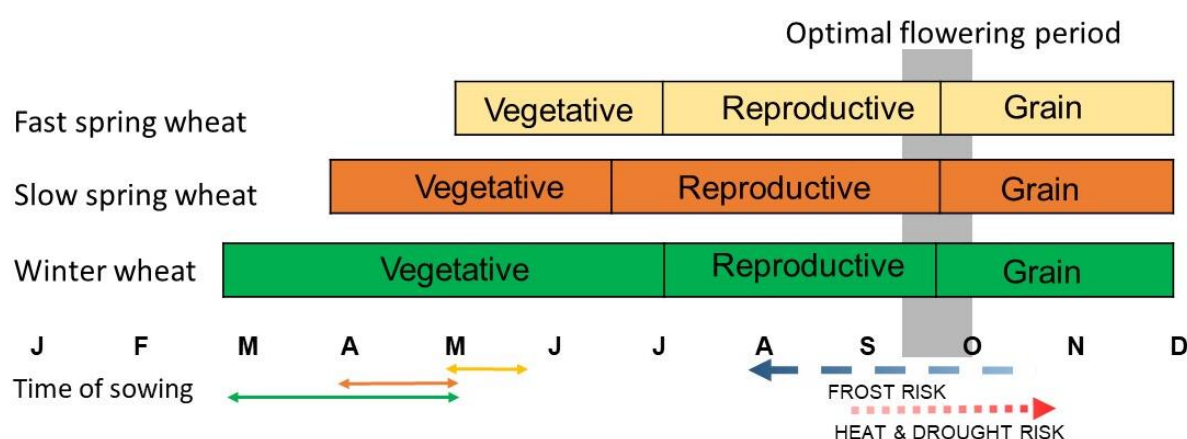 Optimal flowering period
Fast spring wheat Vegetative Reproductive Grain
Slow spring wheat Vegetative Reproductive Grain
Winter wheat Vegetative Reproductive Grain
J F M A M J J A S O N D
Time of sowing
FROST RISK
HEAT & DROUGHT RISK